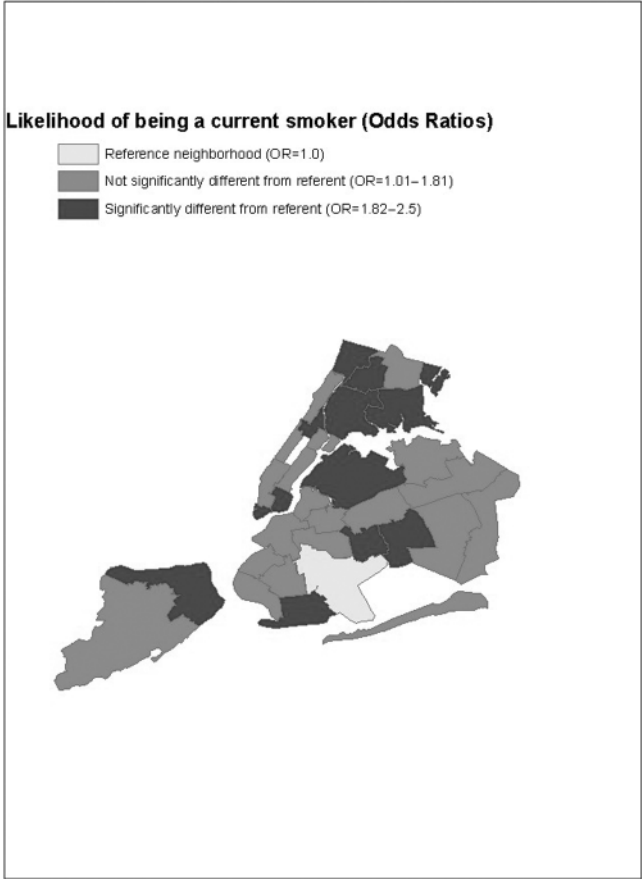 Likelihood of being a current smoker (Odds Ratios)
Reference neighborhood (OR=1.0)
Not significantly different from referent (OR=1.01–1.81)
Significantly different from referent (OR=1.82–2.5)